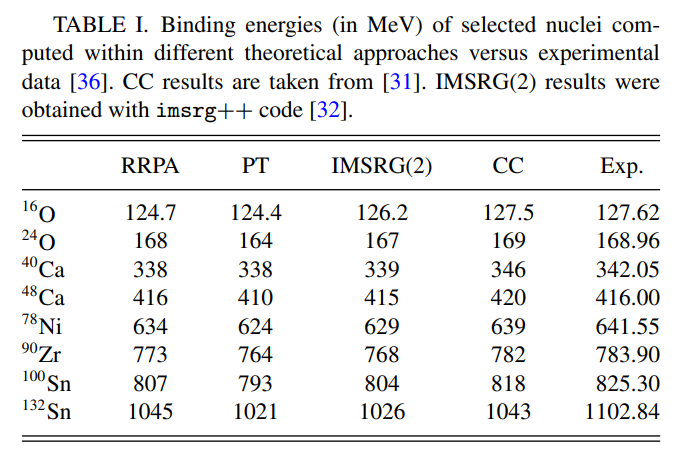 TABLE I. Binding energies (in MeV) of selected nuclei com-
puted within different theoretical approaches versus experimental
data [36]. CC results are taken from [31]. IMSRG(2) results were
obtained with imsrg++ code [32].
RRPA PT IMSRG(2) CC Exp.
¹⁶O 124.7 124.4 126.2 127.5 127.62
²⁴O 168 164 167 169 168.96
⁴⁰Ca 338 338 339 346 342.05
⁴⁸Ca 416 410 415 420 416.00
⁷⁸Ni 634 624 629 639 641.55
⁹⁰Zr 773 764 768 782 783.90
¹⁰⁰Sn 807 793 804 818 825.30
¹³²Sn 1045 1021 1026 1043 1102.84